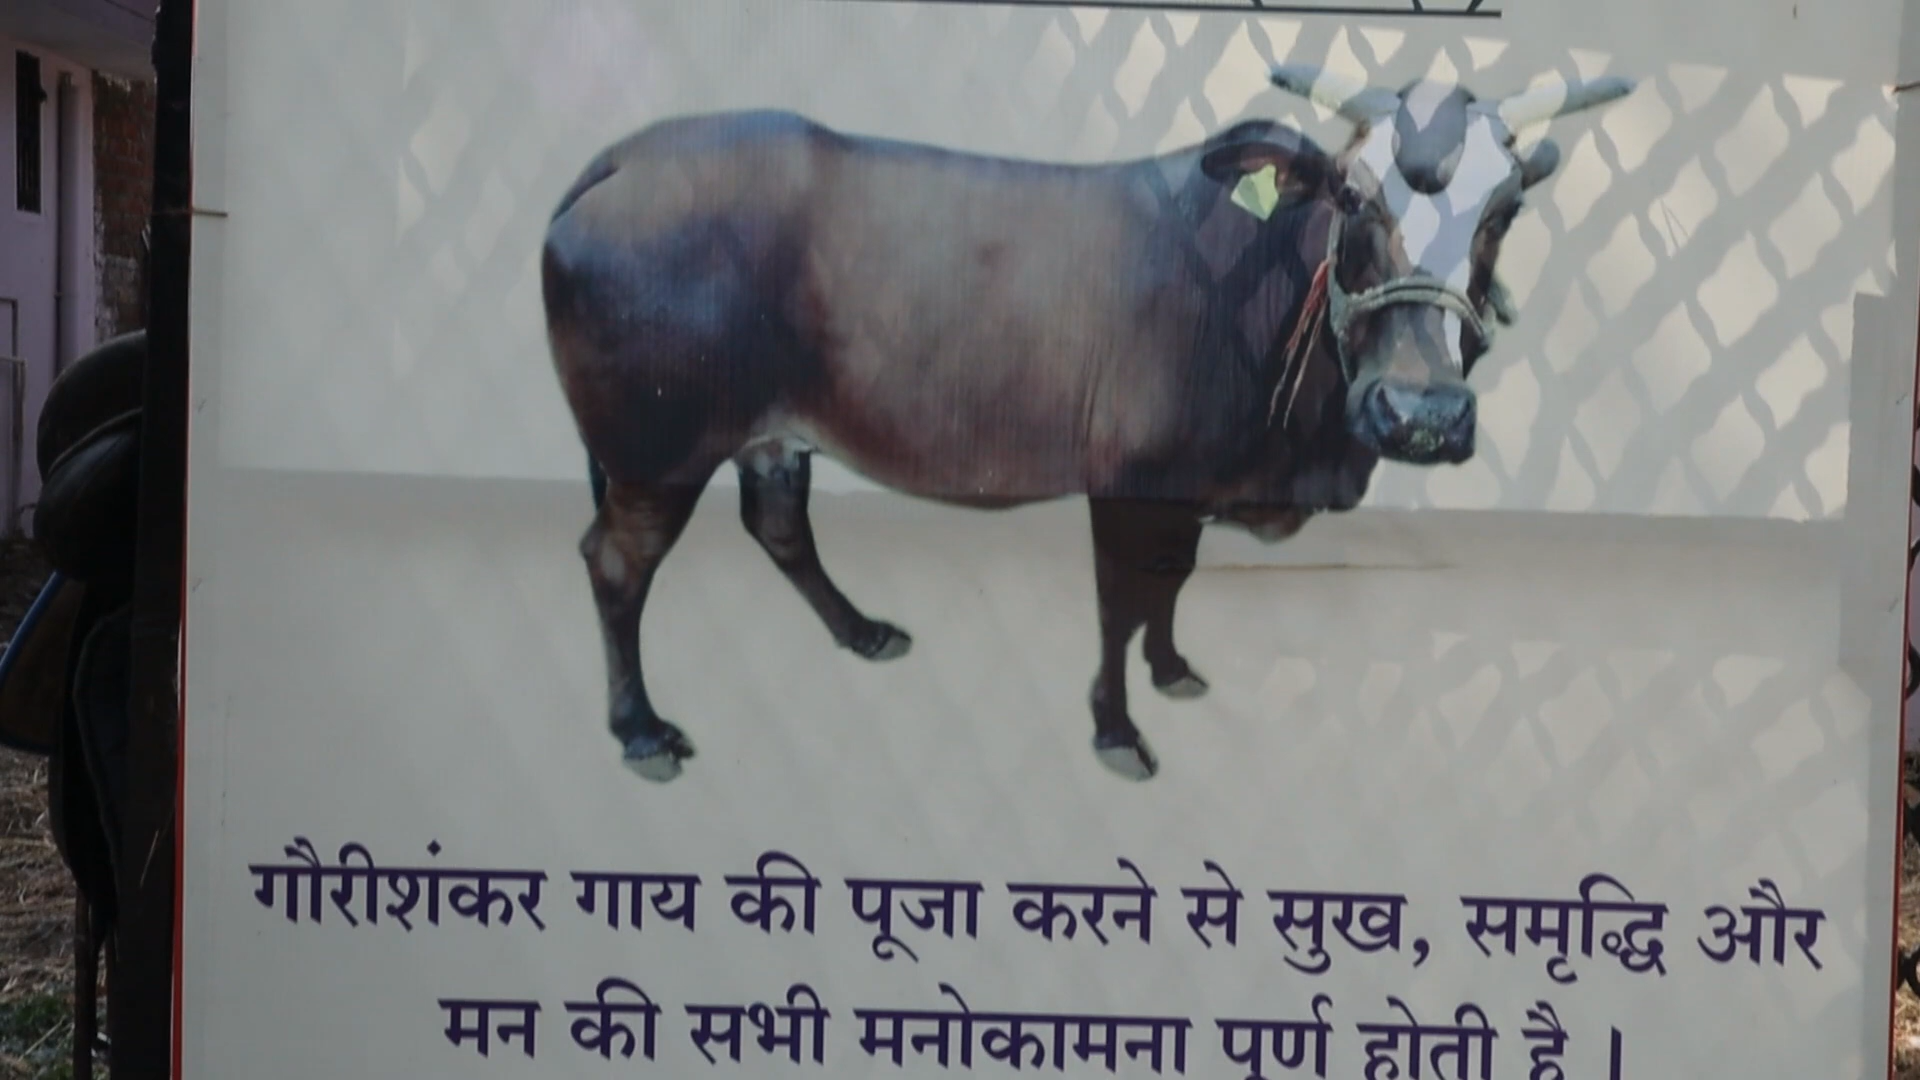 गौरीशंकर गाय की पूजा करने से सुख, समृद्धि और
मन की सभी मनोकामना पूर्ण होती है ।